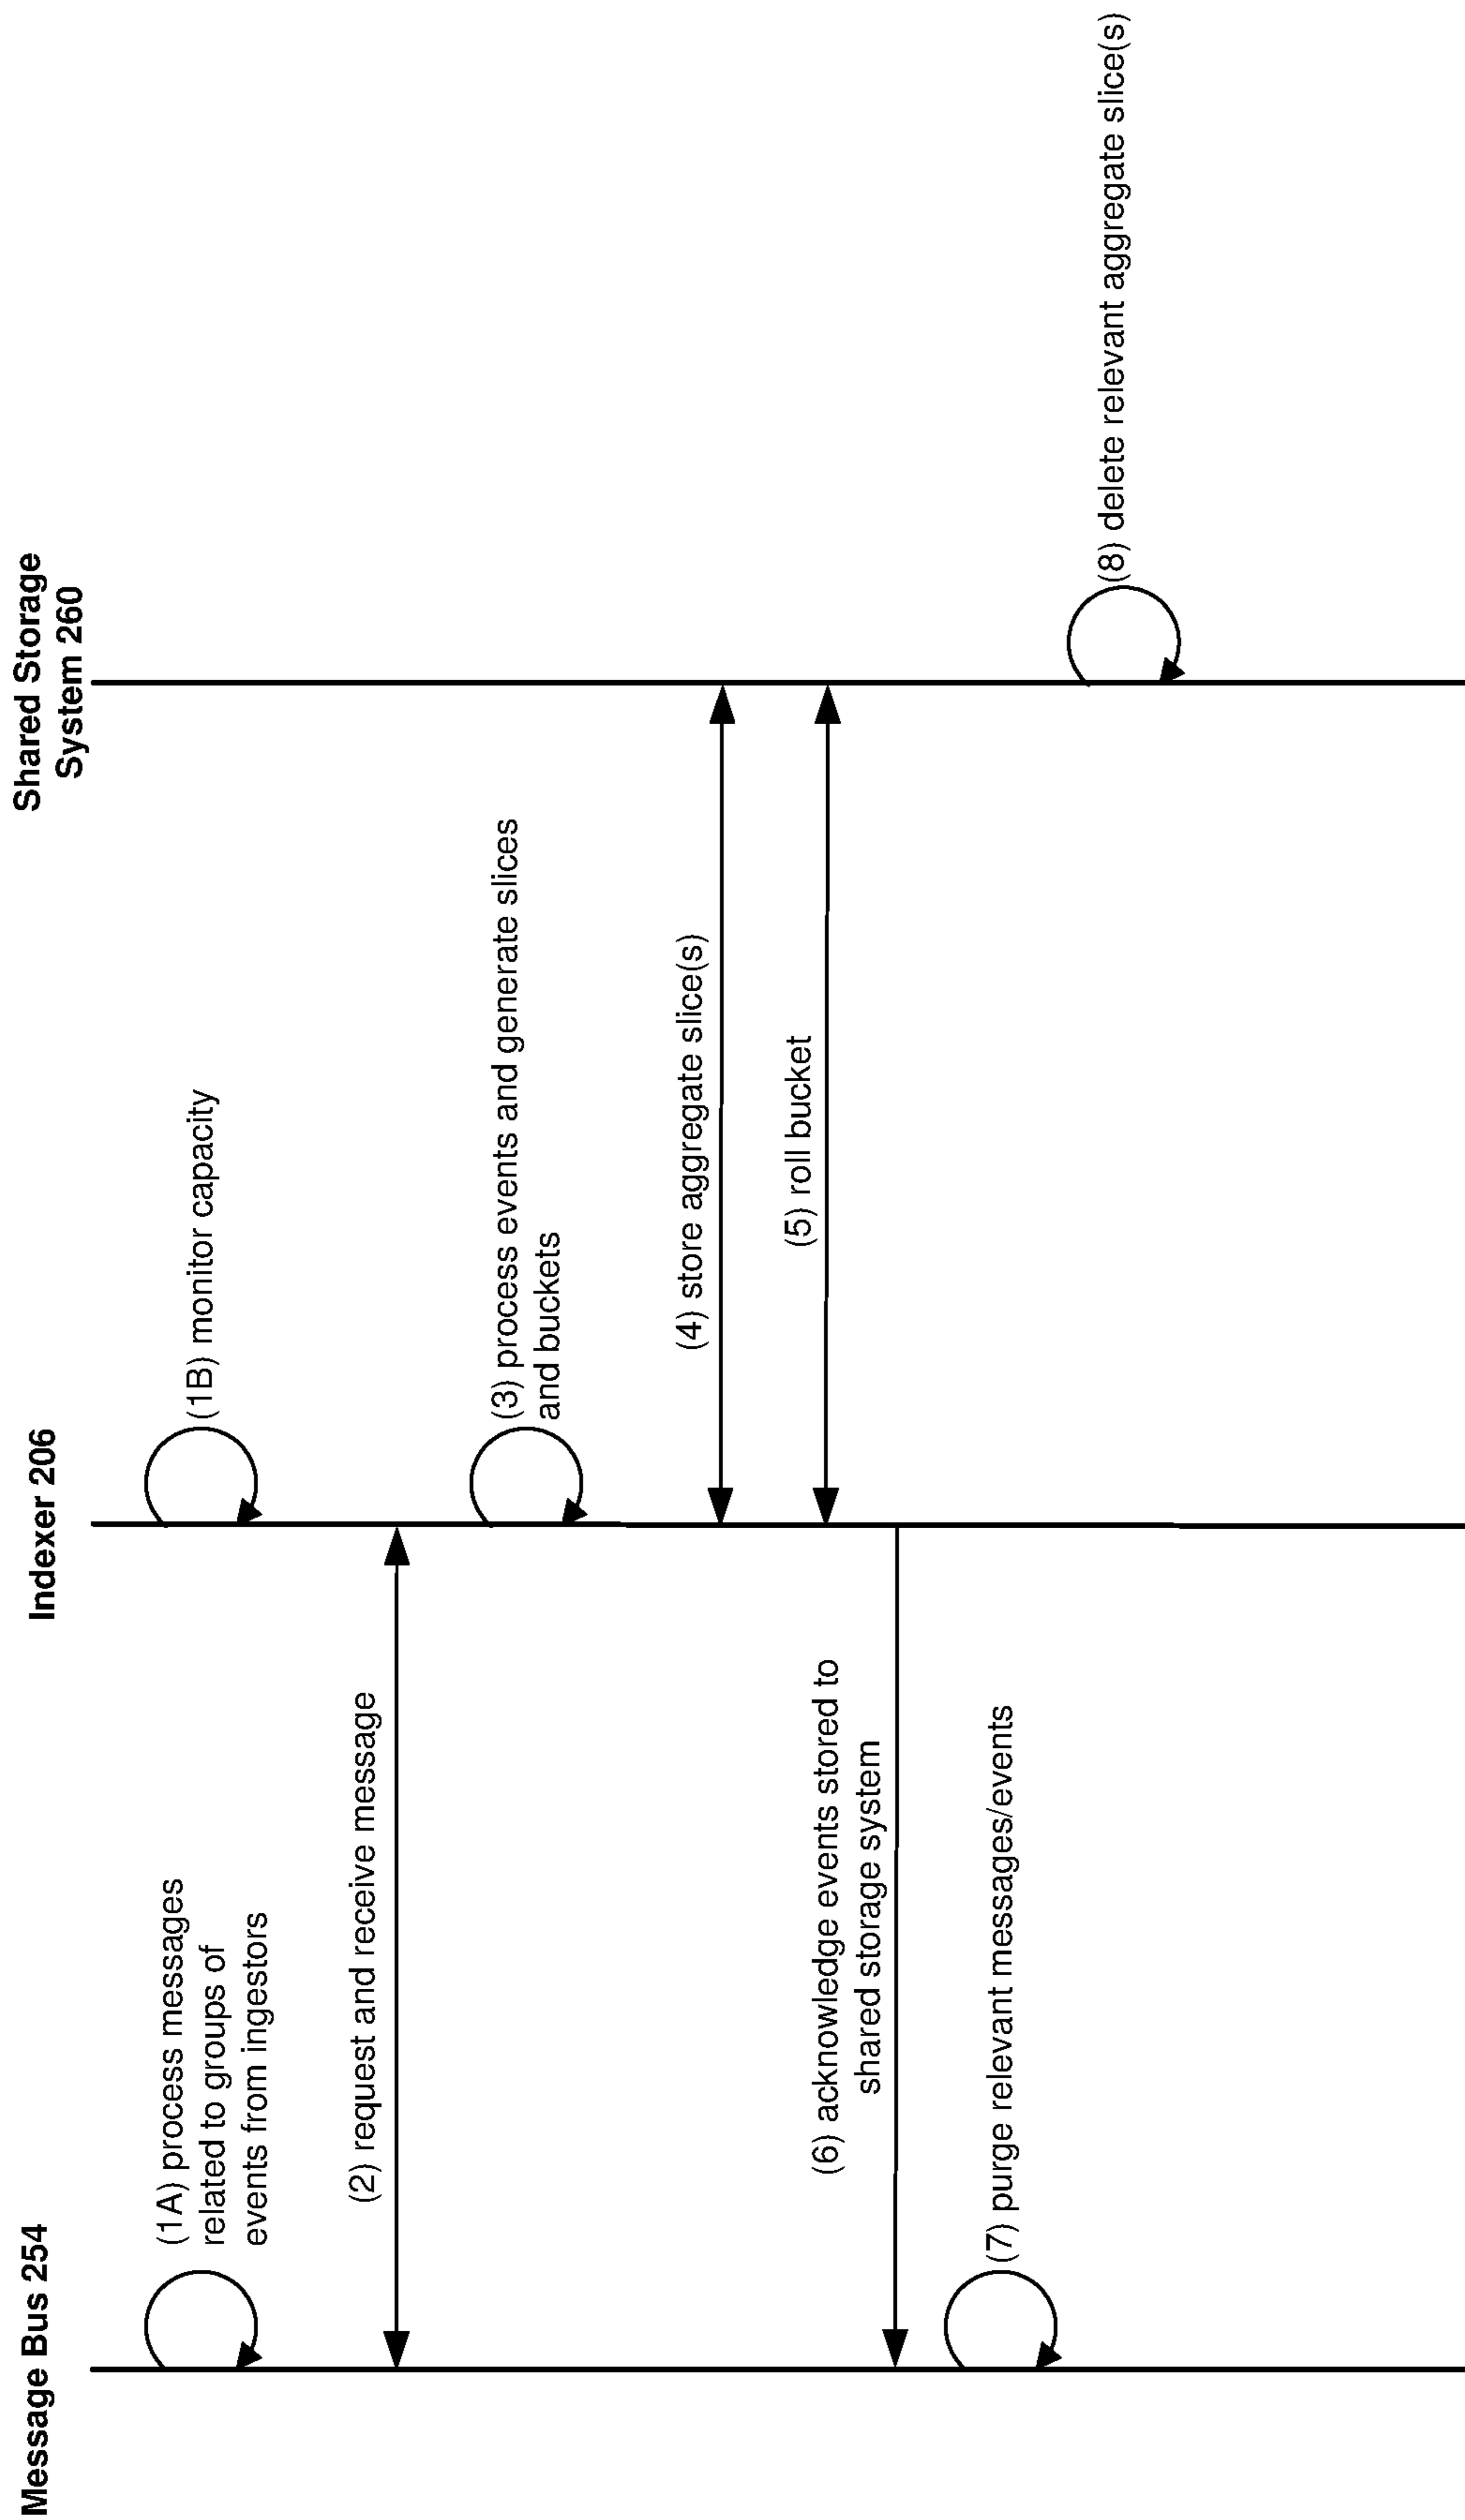 Message Bus 254
Indexer 206
Shared Storage
System 260
(1A) process messages
related to groups of
events from ingestors
(1B) monitor capacity
(2) request and receive message
(3) process events and generate slices
and buckets
(4) store aggregate slice(s)
(5) roll bucket
(6) acknowledge events stored to
shared storage system
(7) purge relevant messages/events
(8) delete relevant aggregate slice(s)